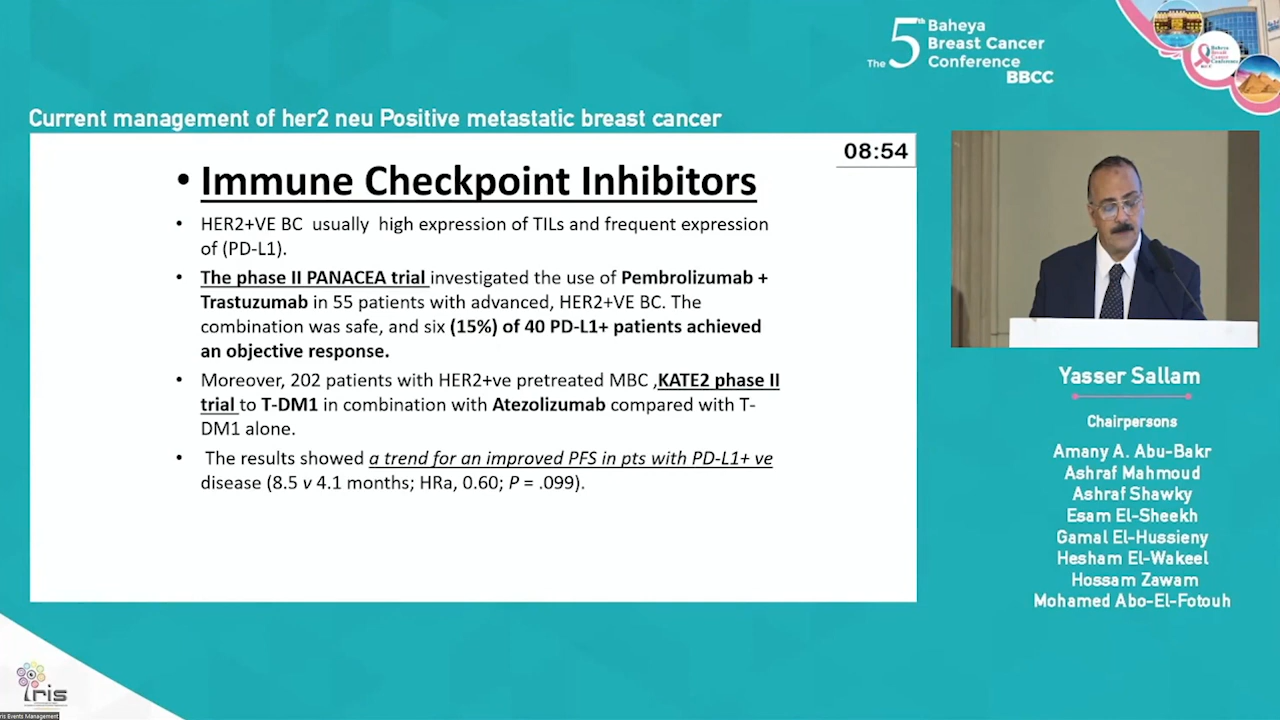 The 5th Baheya
Breast Cancer
Conference
BBCC
Current management of her2 neu Positive metastatic breast cancer
08:54
• Immune Checkpoint Inhibitors
• HER2+VE BC usually high expression of TILs and frequent expression
of (PD-L1).
• The phase II PANACEA trial investigated the use of Pembrolizumab +
Trastuzumab in 55 patients with advanced, HER2+VE BC. The
combination was safe, and six (15%) of 40 PD-L1+ patients achieved
an objective response.
• Moreover, 202 patients with HER2+ve pretreated MBC ,KATE2 phase II
trial to T-DM1 in combination with Atezolizumab compared with T-
DM1 alone.
• The results showed a trend for an improved PFS in pts with PD-L1+ ve
disease (8.5 v 4.1 months; HRa, 0.60; P = .099).
Yasser Sallam
Chairpersons
Amany A. Abu-Bakr
Ashraf Mahmoud
Ashraf Shawky
Esam El-Sheekh
Gamal El-Hussieny
Hesham El-Wakeel
Hossam Zawam
Mohamed Abo-El-Fotouh
Iris
Iris Events Management